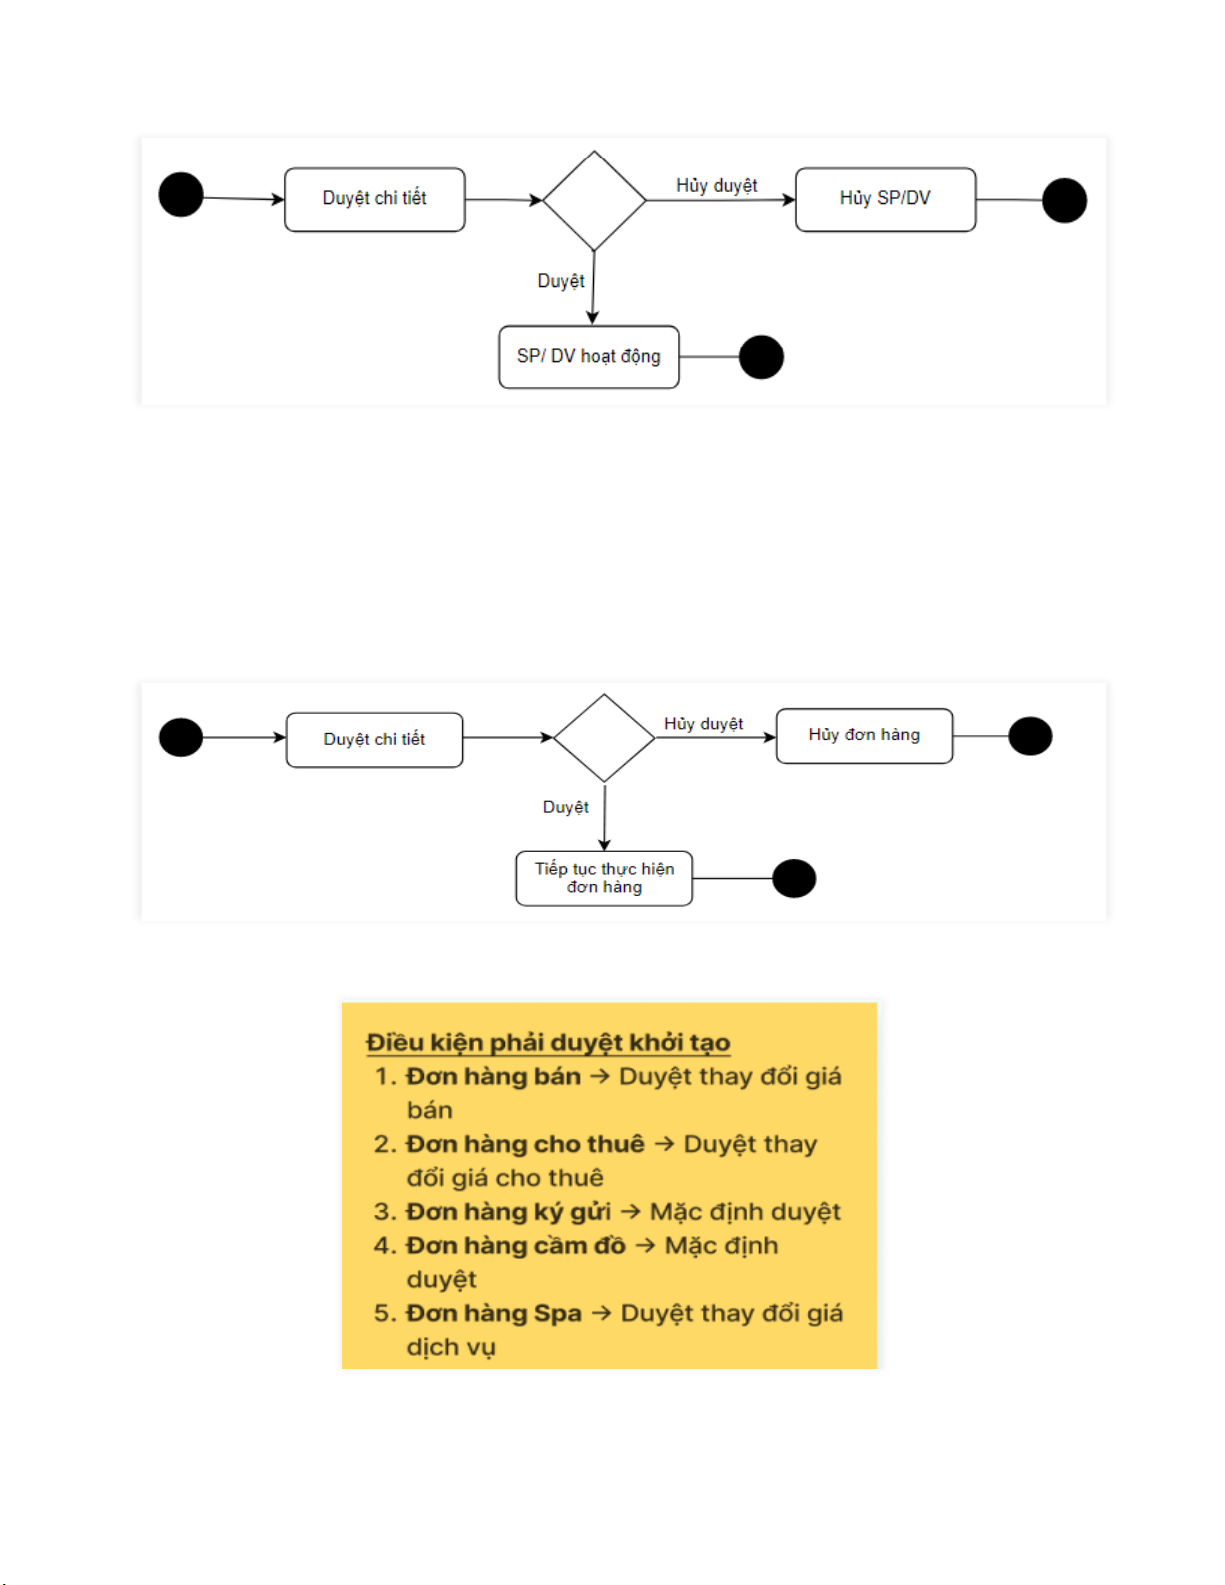 Duyệt chi tiết
Hủy duyệt
Hủy SP/DV
Duyệt
SP/ DV hoạt động
Duyệt chi tiết
Hủy duyệt
Hủy đơn hàng
Duyệt
Tiếp tục thực hiện
đơn hàng
Điều kiện phải duyệt khởi tạo
1. Đơn hàng bán → Duyệt thay đổi giá
bán
2. Đơn hàng cho thuê → Duyệt thay
đổi giá cho thuê
3. Đơn hàng ký gửi → Mặc định duyệt
4. Đơn hàng cầm đồ → Mặc định
duyệt
5. Đơn hàng Spa → Duyệt thay đổi giá
dịch vụ